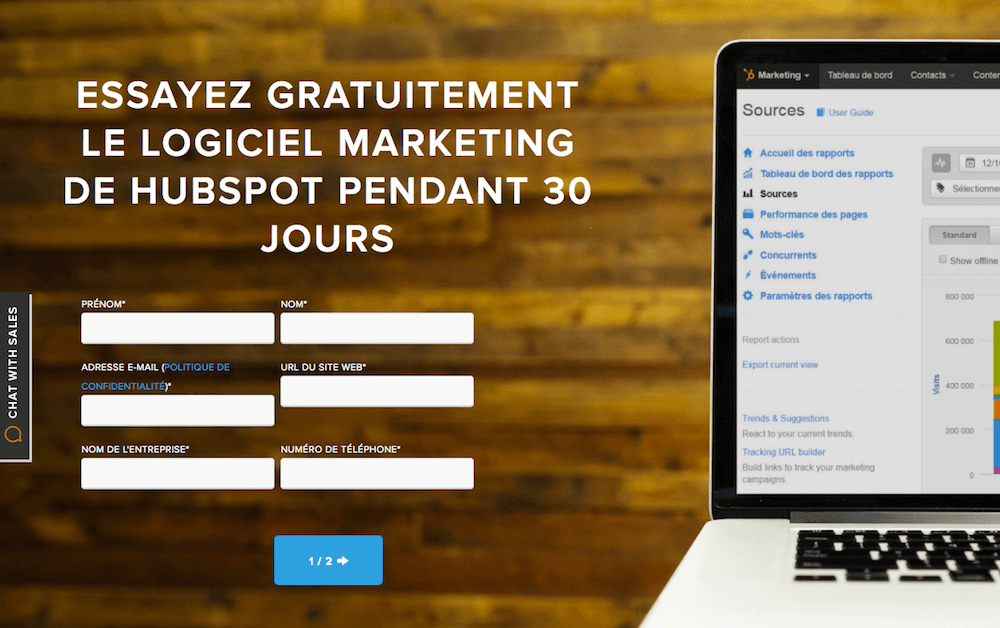 ESSAYEZ GRATUITEMENT
LE LOGICIEL MARKETING
DE HUBSPOT PENDANT 30
JOURS
PRÉNOM*
NOM*
ADRESSE E-MAIL (POLITIQUE DE
CONFIDENTIALITÉ)*
URL DU SITE WEB*
NOM DE L'ENTREPRISE*
NUMÉRO DE TÉLÉPHONE*
1 / 2
CHAT WITH SALES
Marketing
Tableau de bord
Contacts
Sources
User Guide
Accueil des rapports
Tableau de bord des rapports
Sources
Performance des pages
Mots-clés
Concurrents
Événements
Paramètres des rapports
Report actions
Export current view
Trends & Suggestions
React to your current trends.
Tracking URL builder
Build links to track your marketing
campaigns.
Standard
Show offline
Visits
800 000
600 000
400 000
200 000
0